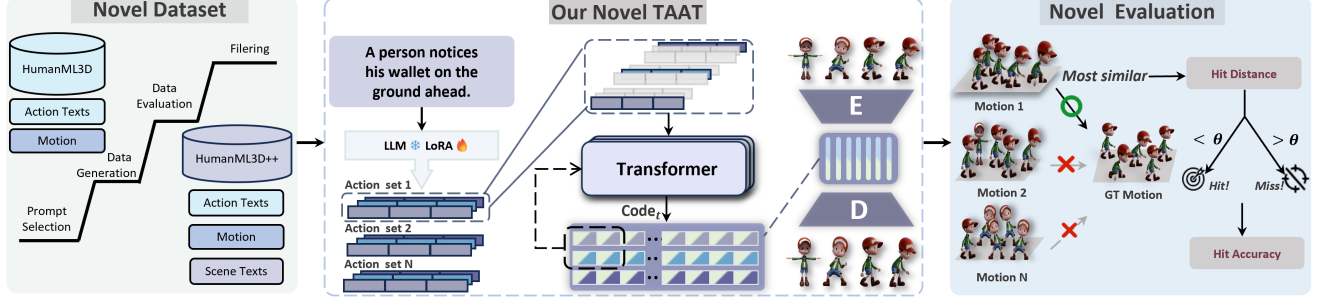 Novel Dataset
HumanML3D
Action Texts
Motion
Filering
Data
Evaluation
Data
Generation
Prompt
Selection
HumanML3D++
Action Texts
Motion
Scene Texts
Our Novel TAAT
A person notices
his wallet on the
ground ahead.
LLM LoRA
Action set 1
Action set 2
Action set N
Transformer
Code_t
E
D
Novel Evaluation
Motion 1
Most similar
Motion 2
GT Motion
Motion N
Hit Distance
< θ
> θ
Hit!
Miss!
Hit Accuracy